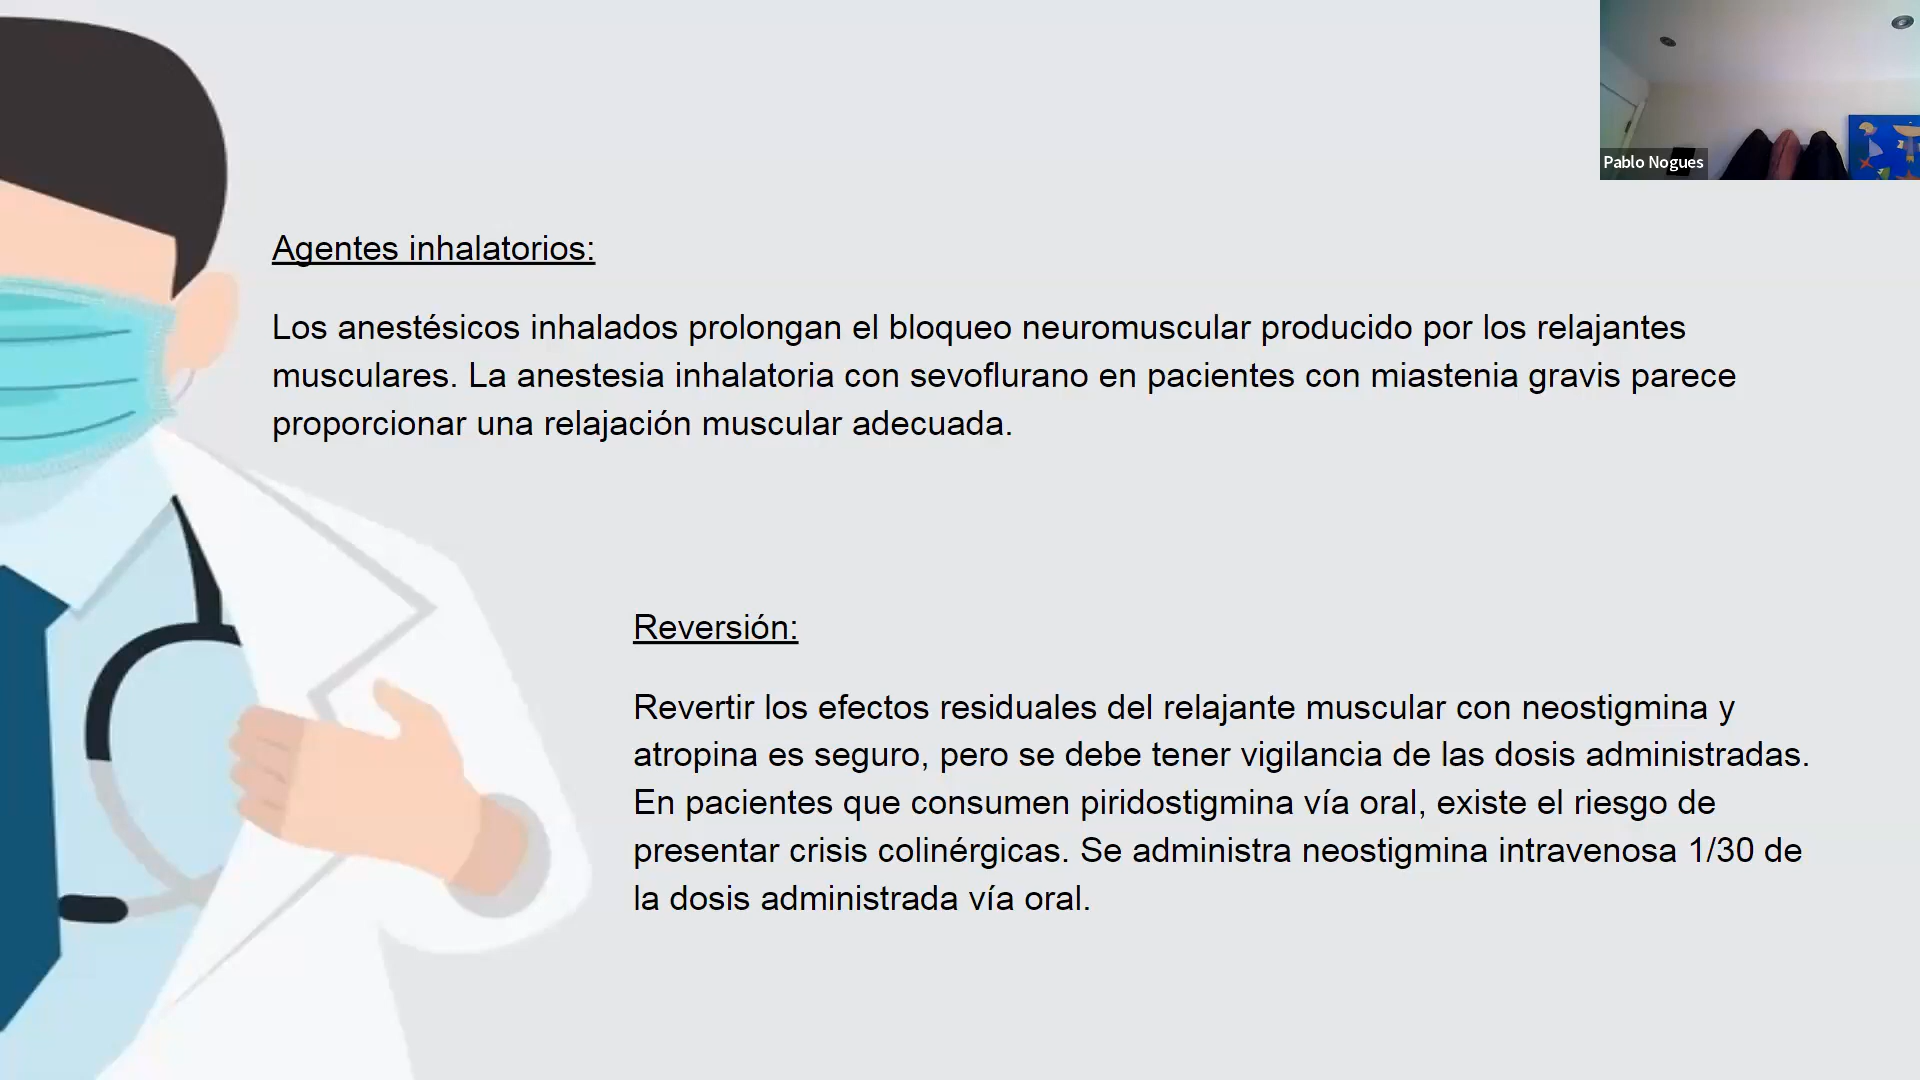 Pablo Nogues
Agentes inhalatorios:
Los anestésicos inhalados prolongan el bloqueo neuromuscular producido por los relajantes
musculares. La anestesia inhalatoria con sevoflurano en pacientes con miastenia gravis parece
proporcionar una relajación muscular adecuada.
Reversión:
Revertir los efectos residuales del relajante muscular con neostigmina y
atropina es seguro, pero se debe tener vigilancia de las dosis administradas.
En pacientes que consumen piridostigmina vía oral, existe el riesgo de
presentar crisis colinérgicas. Se administra neostigmina intravenosa 1/30 de
la dosis administrada vía oral.